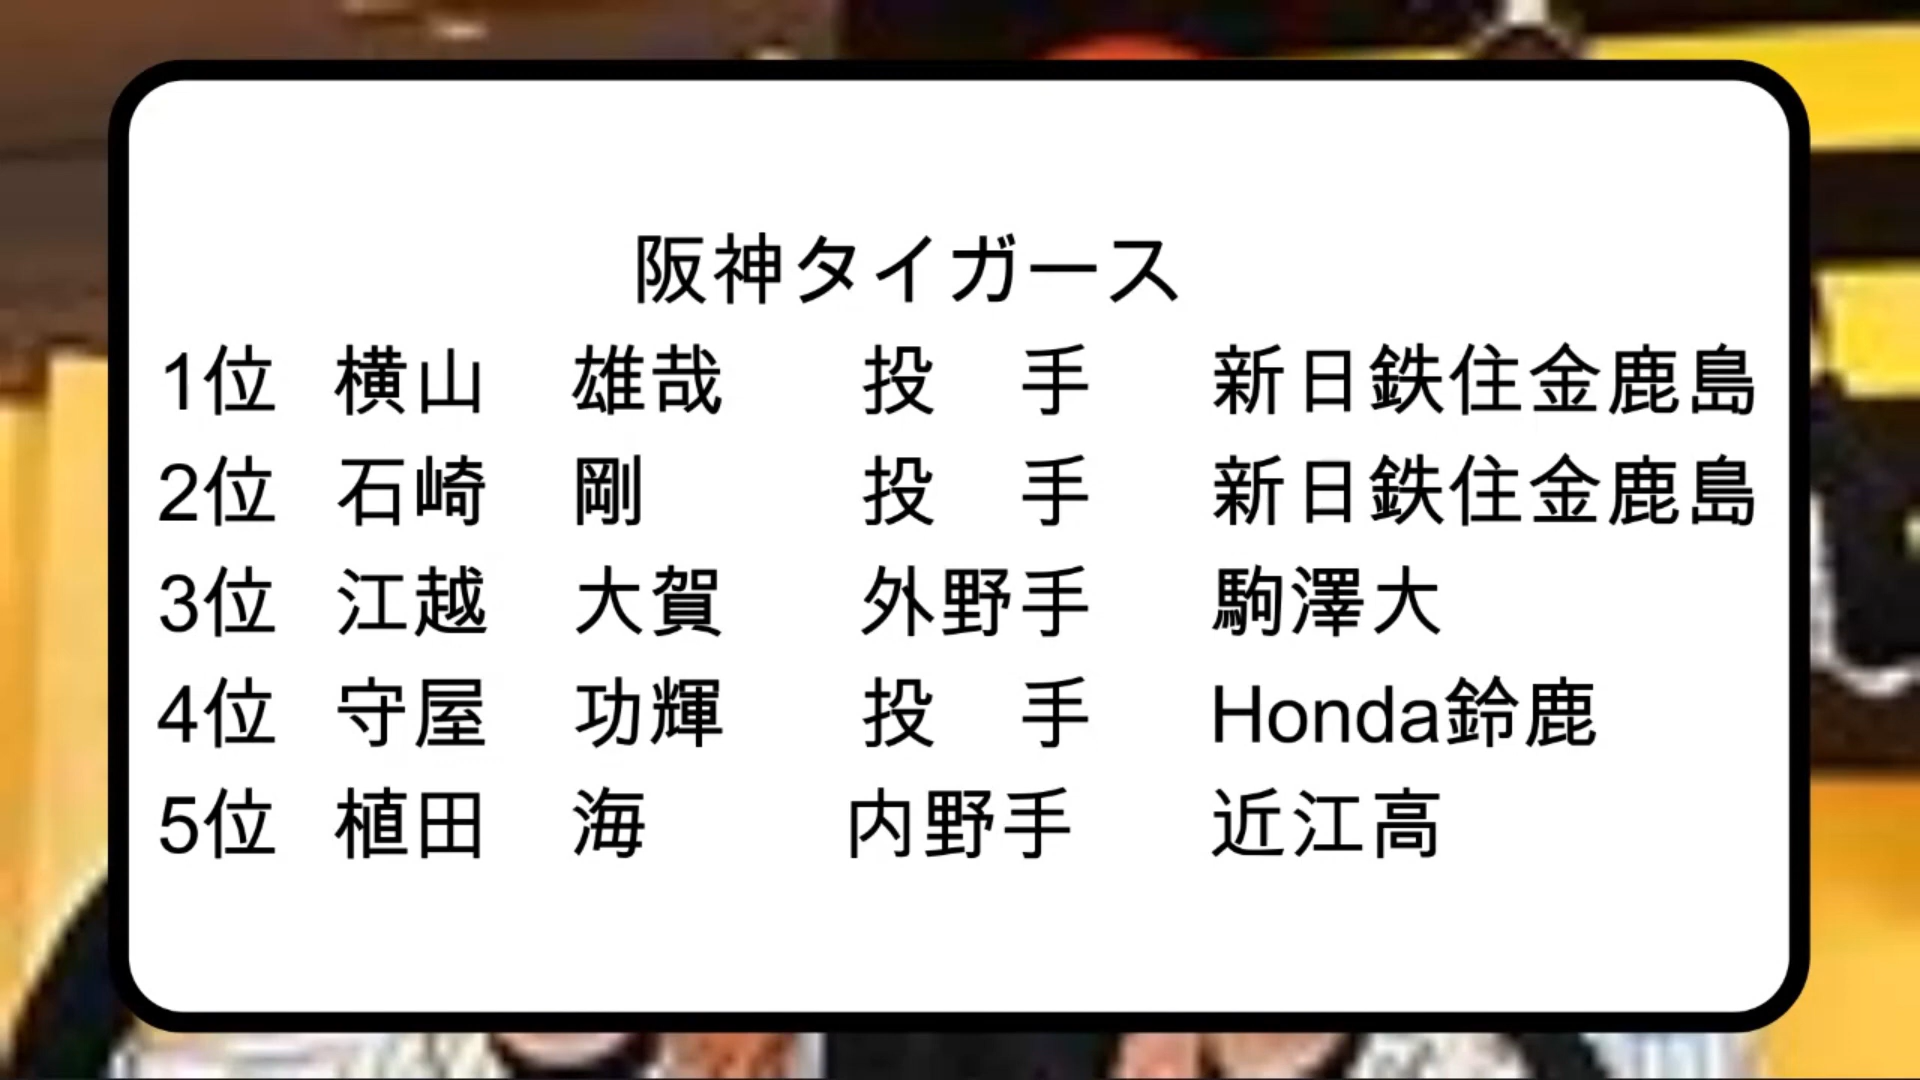 阪神タイガース
1位 横山 雄哉 投 手 新日鉄住金鹿島
2位 石崎 剛 投 手 新日鉄住金鹿島
3位 江越 大賀 外野手 駒澤大
4位 守屋 功輝 投 手 Honda鈴鹿
5位 植田 海 内野手 近江高